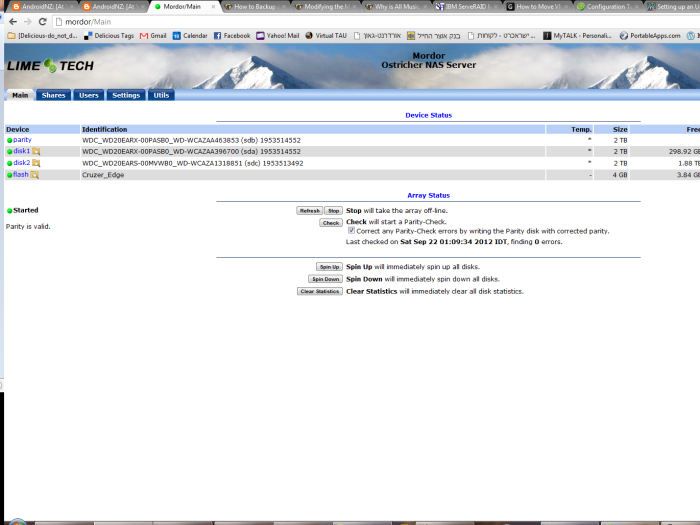 AndroidNZ: [At
AndroidNZ: [At
Mordor/Main
How to Backup
Modifying the M
Why is All Music
IBM ServeRAID
How to Move Vi
Configuration T
Setting up an U
mordor/Main
[Delicious-do_not_d...
Delicious Tags
Gmail
Calendar
Facebook
Yahoo! Mail
Virtual TAU
אוורדרנט-גאון
בנק אוצר החייל
ישראכרט - לקוחות ...
MyTALK - Personali...
PortableApps.com
LIME TECH
Mordor
Ostricher NAS Server
Main
Shares
Users
Settings
Utils
Device Status
Device Identification Temp. Size Free
parity WDC_WD20EARX-00PASB0_WD-WCAZAA463853 (sdb) 1953514552 * 2 TB
disk1 WDC_WD20EARX-00PASB0_WD-WCAZAA396700 (sda) 1953514552 * 2 TB 298.92 GB
disk2 WDC_WD20EARS-00MVWB0_WD-WCAZA1318851 (sdc) 1953513492 * 2 TB 1.88 TB
flash Cruzer_Edge - 4 GB 3.84 GB
Array Status
Started
Refresh Stop Stop will take the array off-line.
Parity is valid.
Check Check will start a Parity-Check.
Correct any Parity-Check errors by writing the Parity disk with corrected parity.
Last checked on Sat Sep 22 01:09:34 2012 IDT, finding 0 errors.
Spin Up Spin Up will immediately spin up all disks.
Spin Down Spin Down will immediately spin down all disks.
Clear Statistics Clear Statistics will immediately clear all disk statistics.